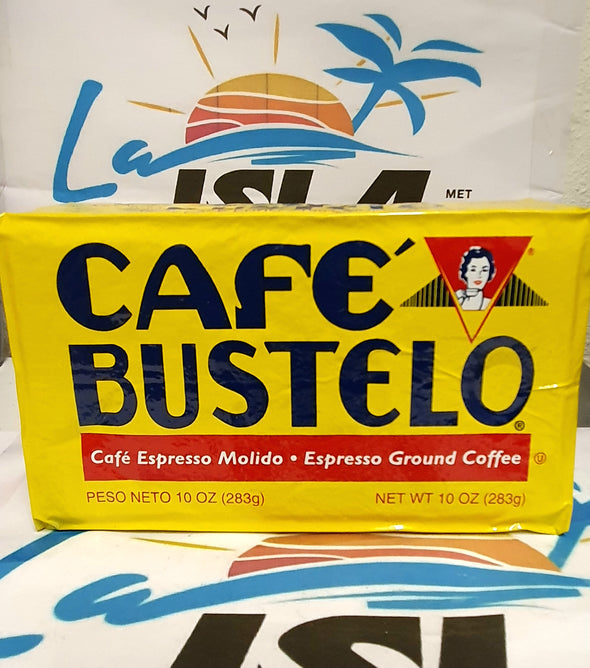 La
ISLA MET
CAFÉ
BUSTELO®
Café Espresso Molido • Espresso Ground Coffee Ⓤ
PESO NETO 10 OZ (283g) NET WT 10 OZ (283g)
La
ISLA